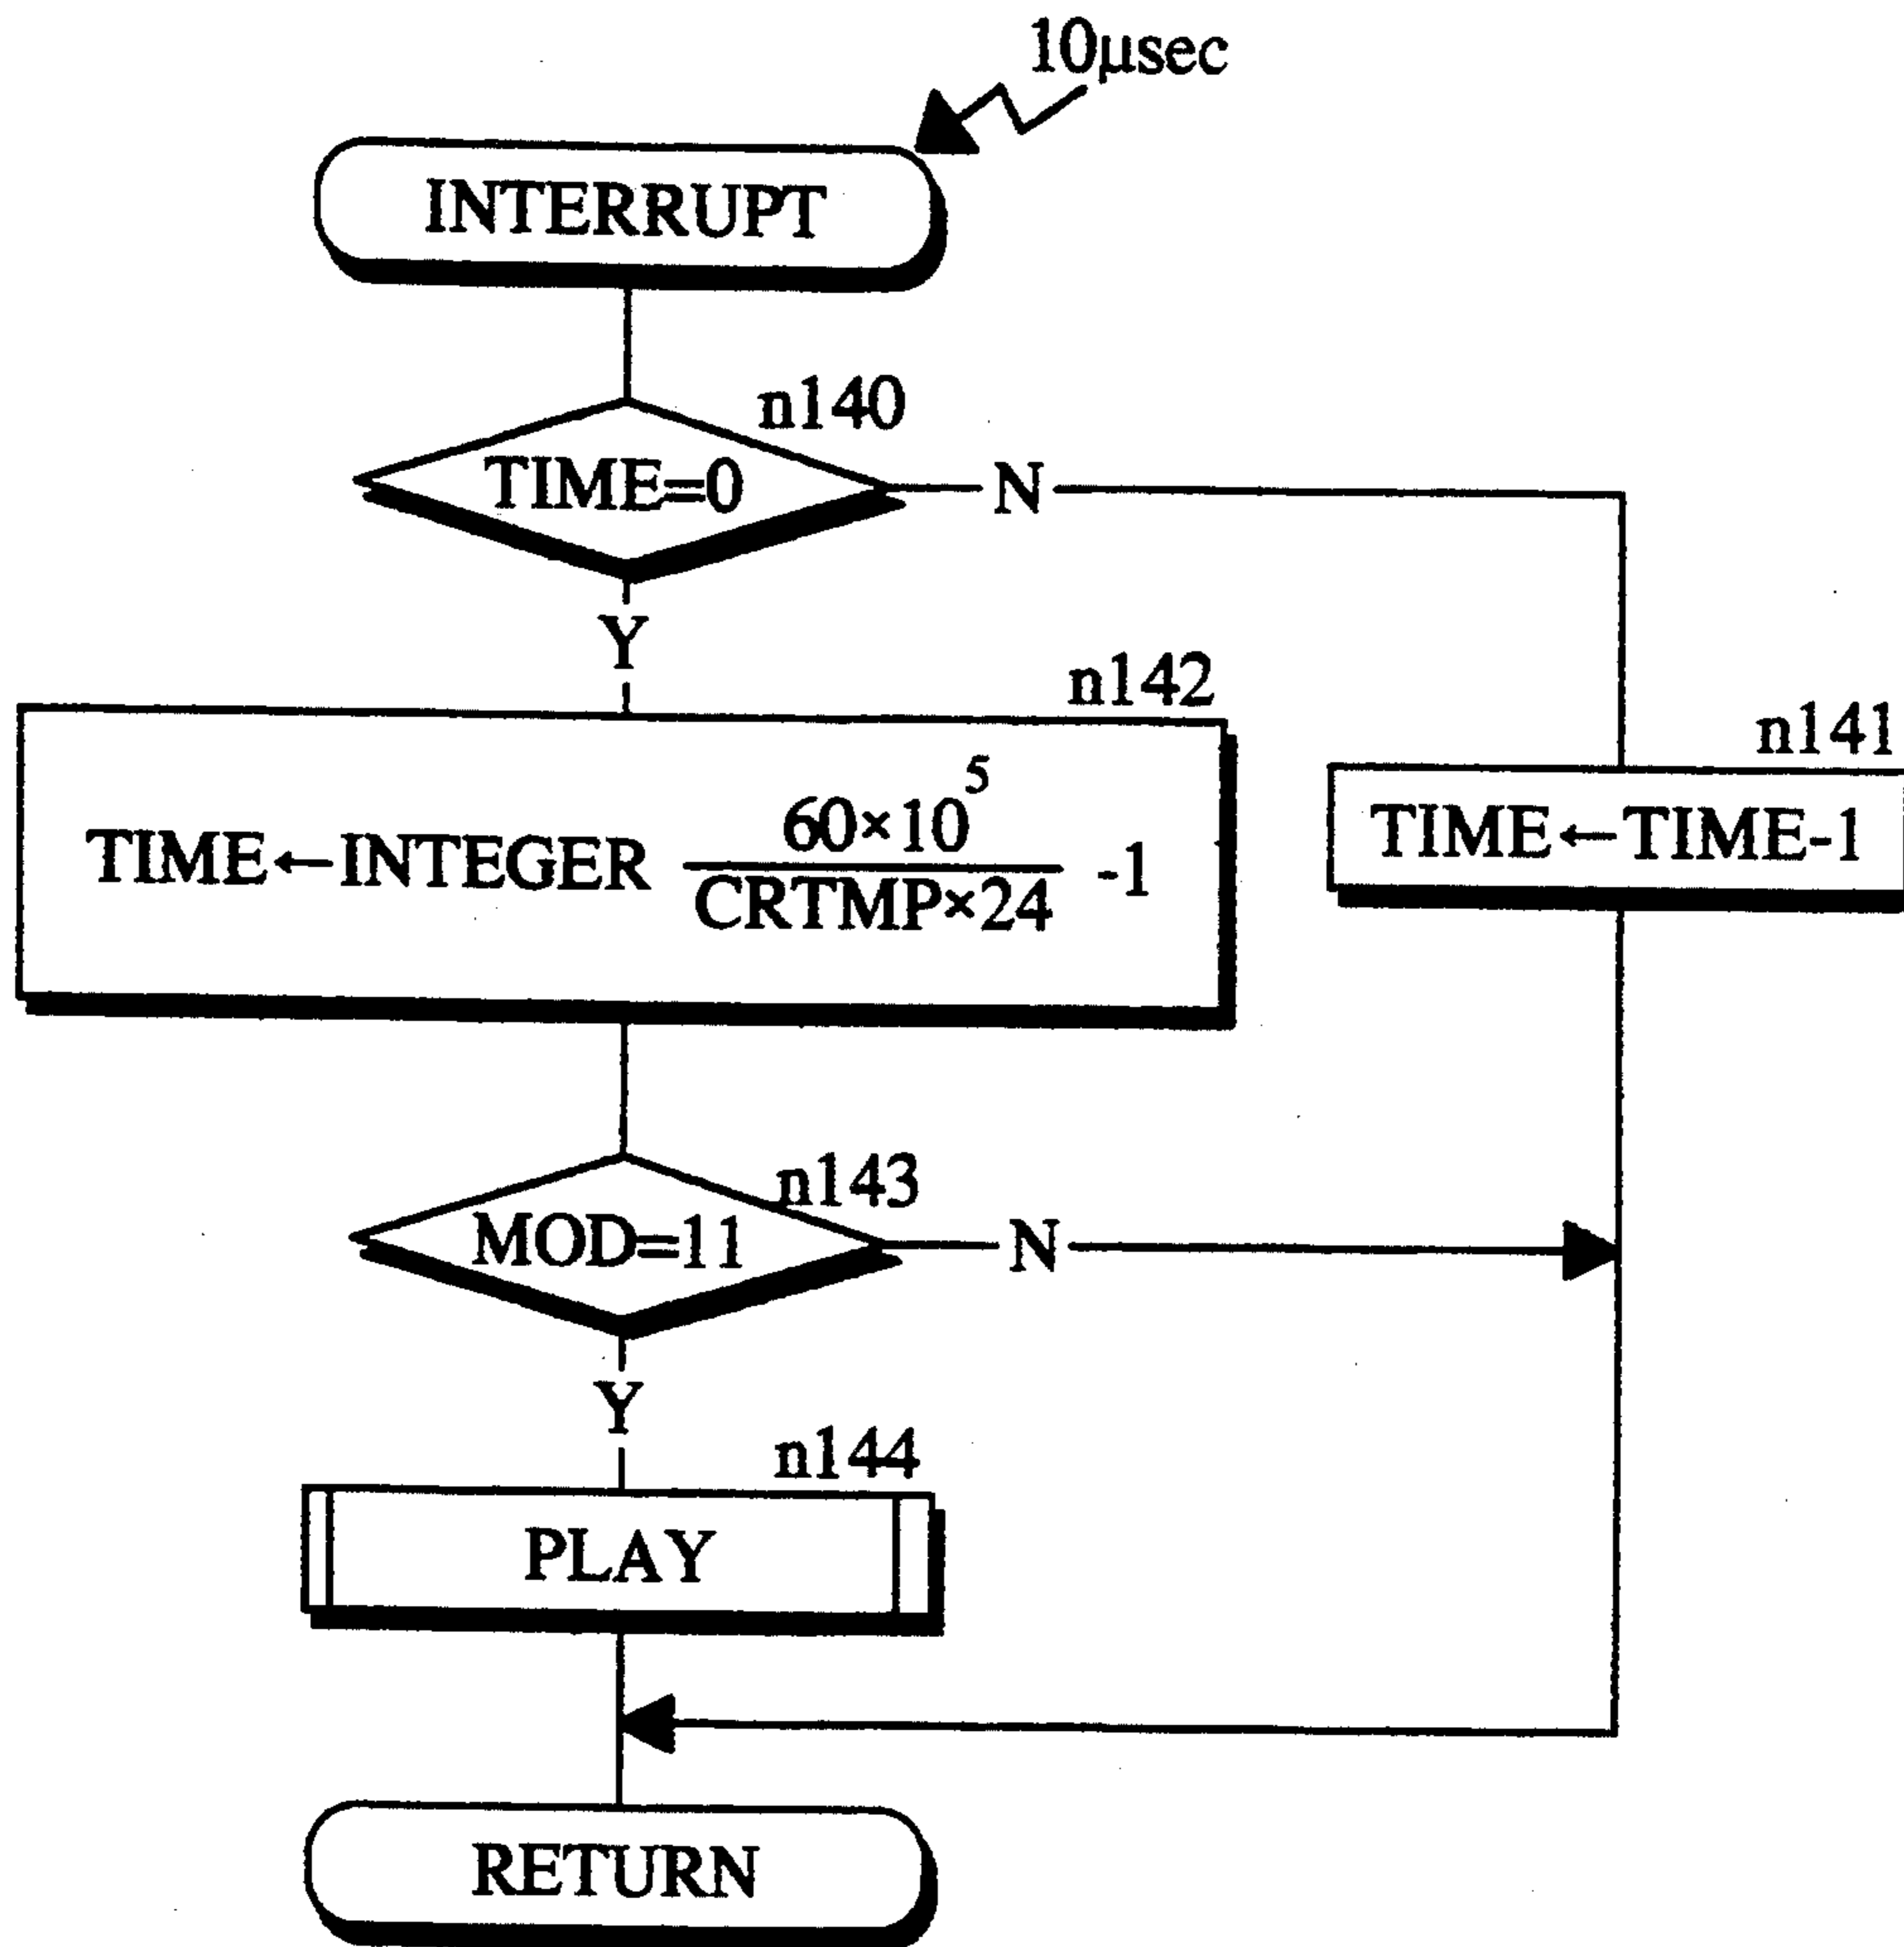 10μsec
INTERRUPT
n140
TIME=0
N
Y
n142
TIME←INTEGER 60×10^5 / CRTMP×24 -1
n141
TIME←TIME-1
n143
MOD=11
N
Y
n144
PLAY
RETURN